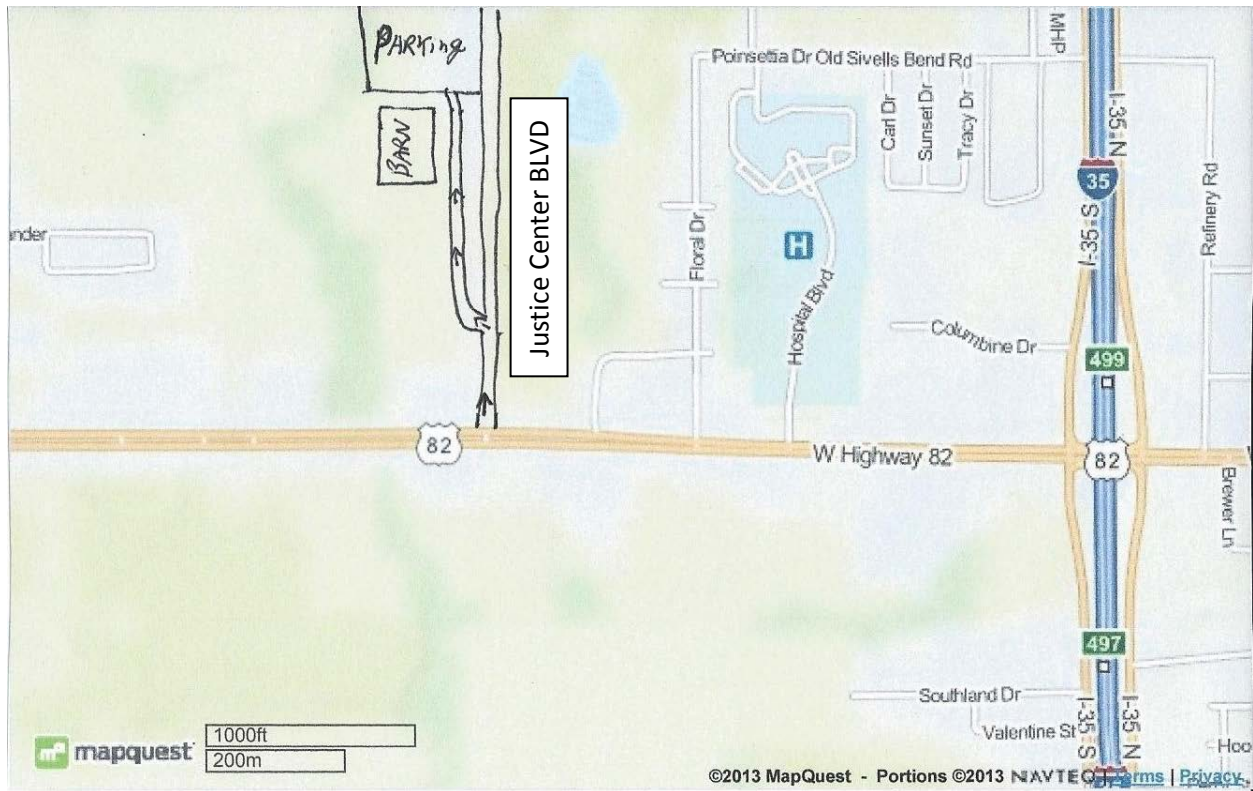 PARKing
MHP
Poinsettia Dr Old Sivells Bend Rd
BARN
Justice Center BLVD
Carl Dr
Sunset Dr
Tracy Dr
I-35 N
35
I-35 S
Refinery Rd
nder
Floral Dr
H
Hospital Blvd
Columbine Dr
499
82
W Highway 82
82
Brewer Ln
497
Southland Dr
Valentine St
I-35 S
I-35 N
Hoo
1000ft
mapquest
200m
©2013 MapQuest - Portions ©2013 NAVTEQ | Terms | Privacy